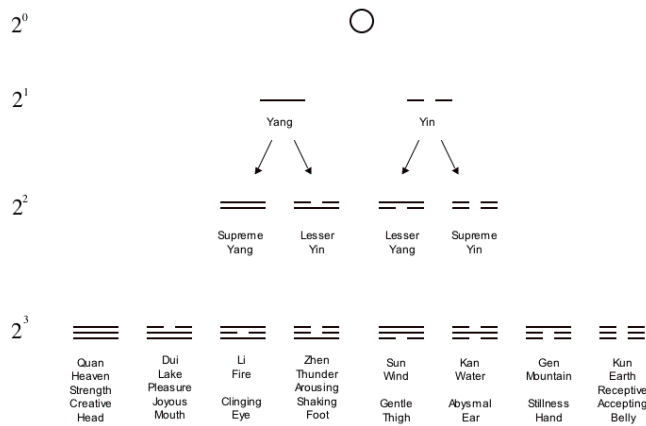 2⁰
2¹
Yang Yin
2²
Supreme Lesser Lesser Supreme
Yang Yin Yang Yin
2³
Quan Dui Li Zhen Sun Kan Gen Kun
Heaven Lake Fire Thunder Wind Water Mountain Earth
Strength Pleasure Arousing Receptive
Creative Joyous Clinging Shaking Gentle Abysmal Stillness Accepting
Head Mouth Eye Foot Thigh Ear Hand Belly